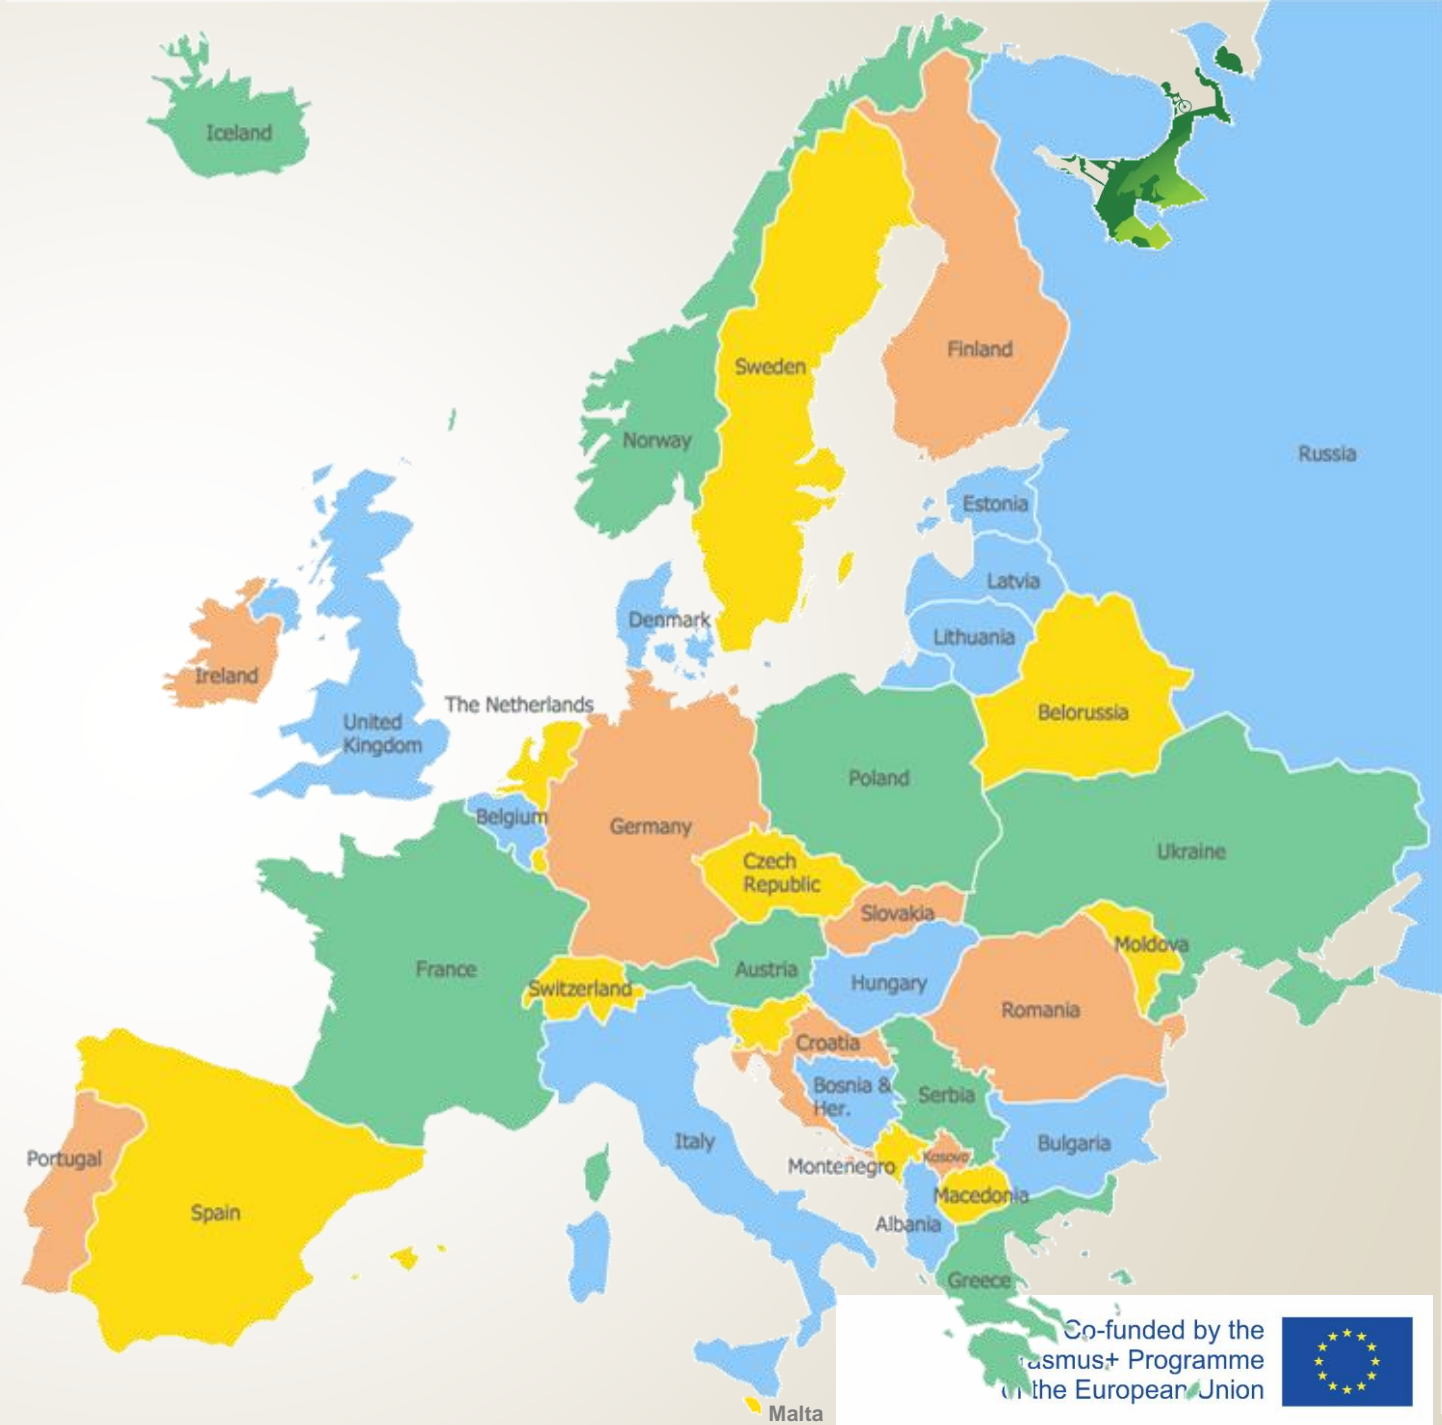 Iceland
Sweden
Finland
Norway
Russia
Estonia
Latvia
Denmark
Lithuania
Ireland
The Netherlands
United
Kingdom
Belorussia
Poland
Belgium
Germany
Ukraine
Czech
Republic
Slovakia
Moldova
France
Austria
Switzerland
Hungary
Romania
Croatia
Bosnia &
Her.
Serbia
Italy
Bulgaria
Portugal
Montenegro
Kosovo
Macedonia
Spain
Albania
Greece
Co-funded by the
asmus+ Programme
the European Union
Malta